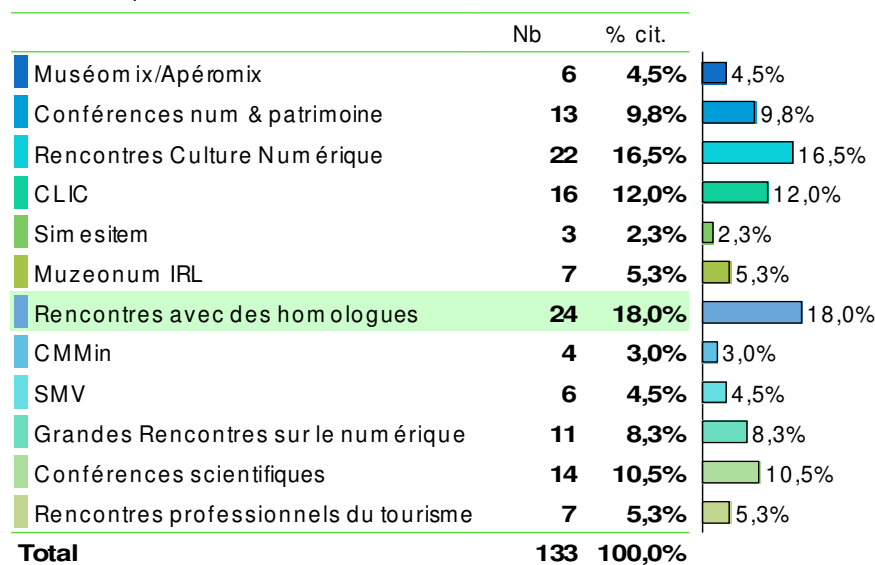 Nb % cit.
Muséomix/Apéromix 6 4,5% 4,5%
Conférences num & patrimoine 13 9,8% 9,8%
Rencontres Culture Numérique 22 16,5% 16,5%
CLIC 16 12,0% 12,0%
Simesitem 3 2,3% 2,3%
Muzeonum IRL 7 5,3% 5,3%
Rencontres avec des homologues 24 18,0% 18,0%
CMMin 4 3,0% 3,0%
SMV 6 4,5% 4,5%
Grandes Rencontres sur le numérique 11 8,3% 8,3%
Conférences scientifiques 14 10,5% 10,5%
Rencontres professionnels du tourisme 7 5,3% 5,3%
Total 133 100,0%